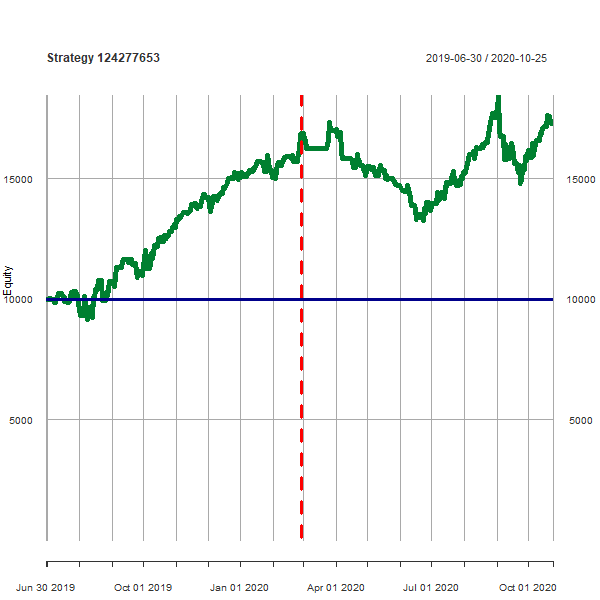 Strategy 124277653
2019-06-30 / 2020-10-25
15000
15000
Equity
10000
10000
5000
5000
Jun 30 2019
Oct 01 2019
Jan 01 2020
Apr 01 2020
Jul 01 2020
Oct 01 2020